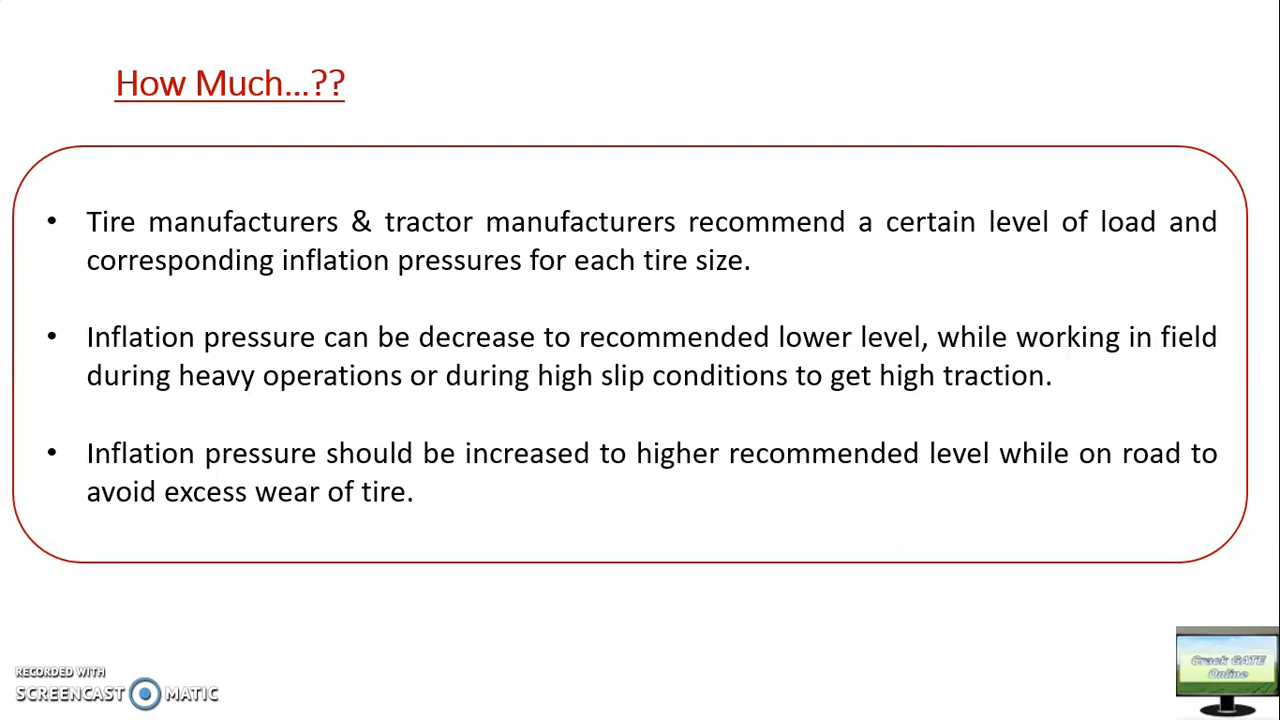 How Much...??
• Tire manufacturers & tractor manufacturers recommend a certain level of load and
corresponding inflation pressures for each tire size.
• Inflation pressure can be decrease to recommended lower level, while working in field
during heavy operations or during high slip conditions to get high traction.
• Inflation pressure should be increased to higher recommended level while on road to
avoid excess wear of tire.
RECORDED WITH
SCREENCAST MATIC
Crack GATE
Online